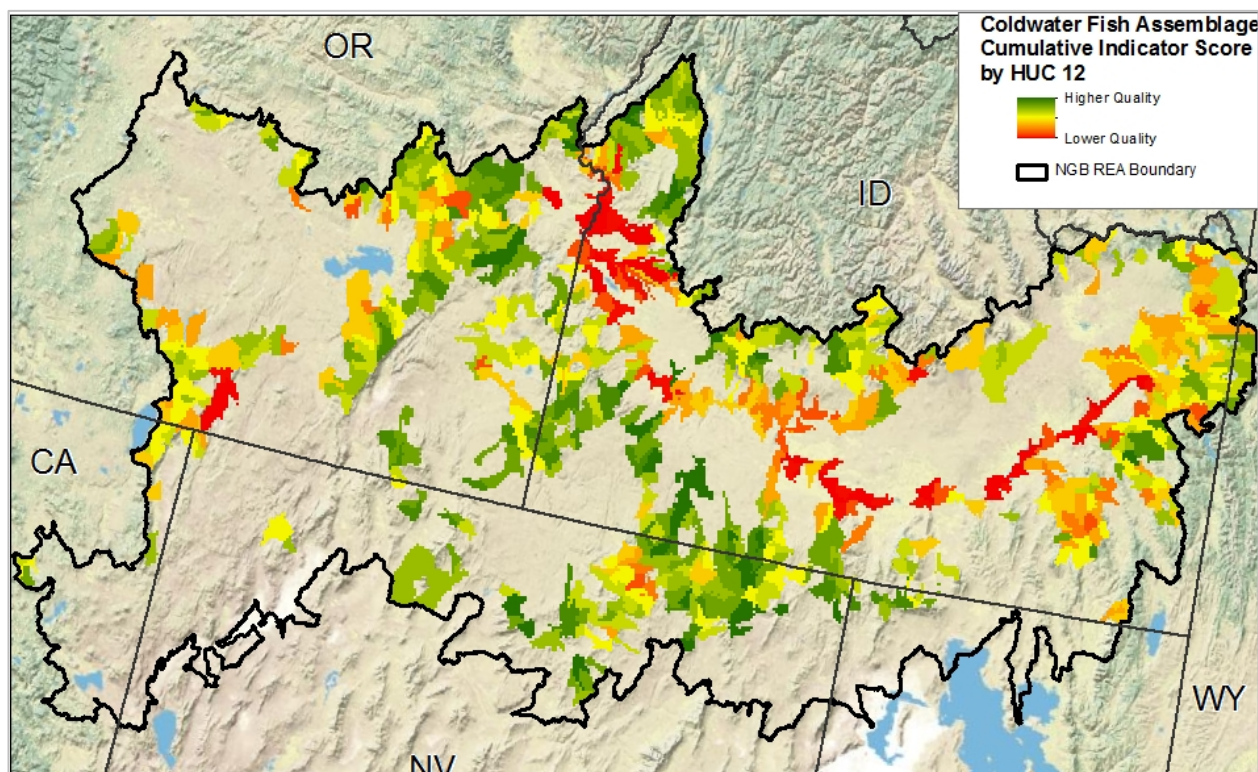 Coldwater Fish Assemblage
Cumulative Indicator Score
by HUC 12
Higher Quality
Lower Quality
NGB REA Boundary
OR
ID
CA
WY
NV